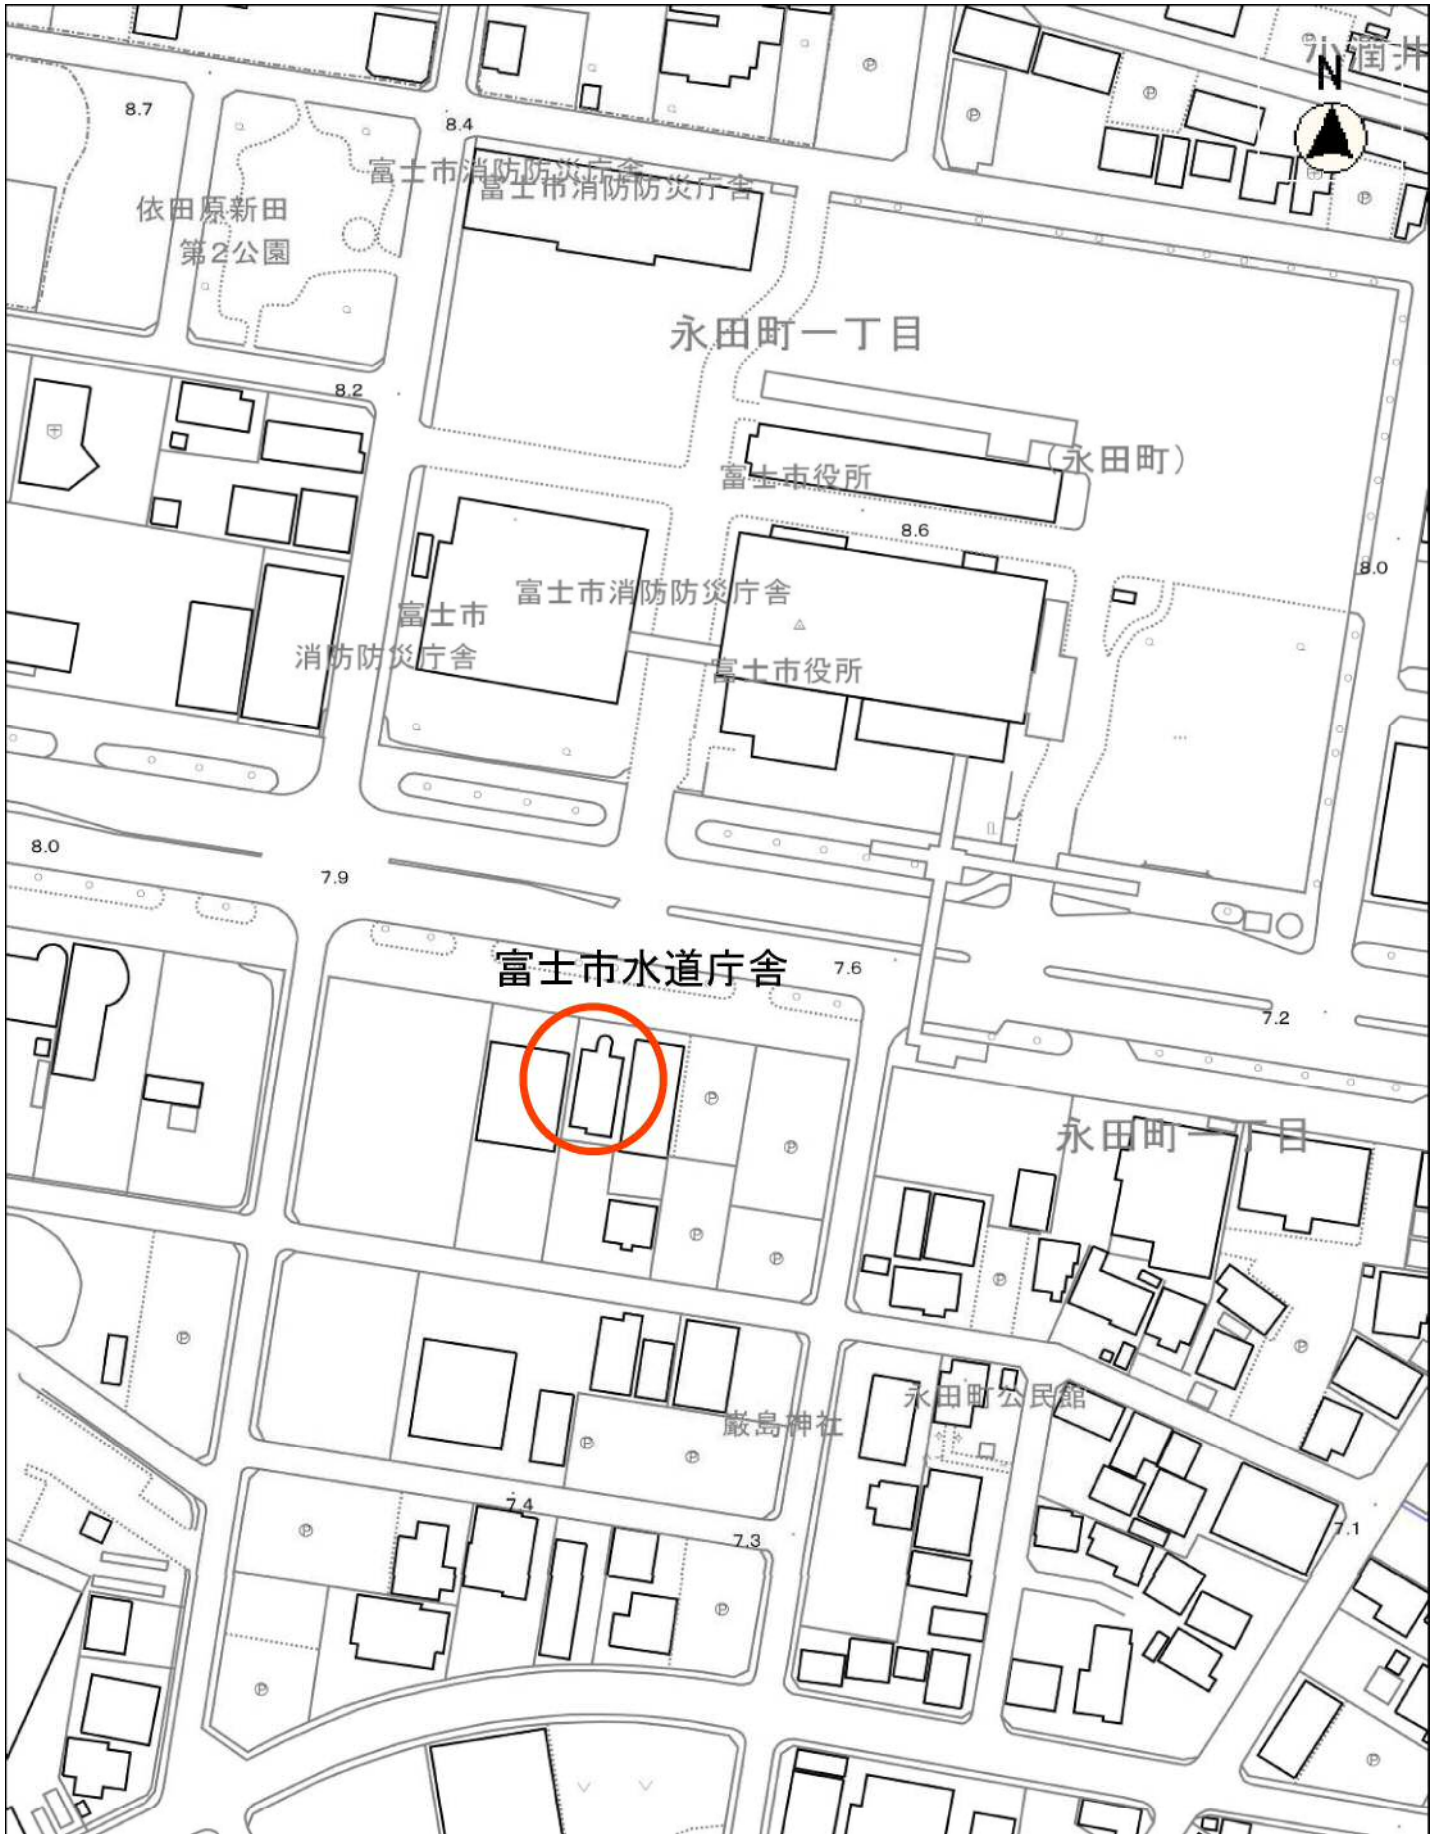 小潤井
N
8.7
8.4
富士市消防防災庁舎
富士市消防防災庁舎
依田原新田
第2公園
永田町一丁目
8.2
(永田町)
富士市役所
8.6
8.0
富士市消防防災庁舎
富士市
消防防災庁舎
富士市役所
8.0
7.9
富士市水道庁舎
7.6
7.2
永田町一丁目
永田町公民館
厳島神社
7.4
7.3
7.1